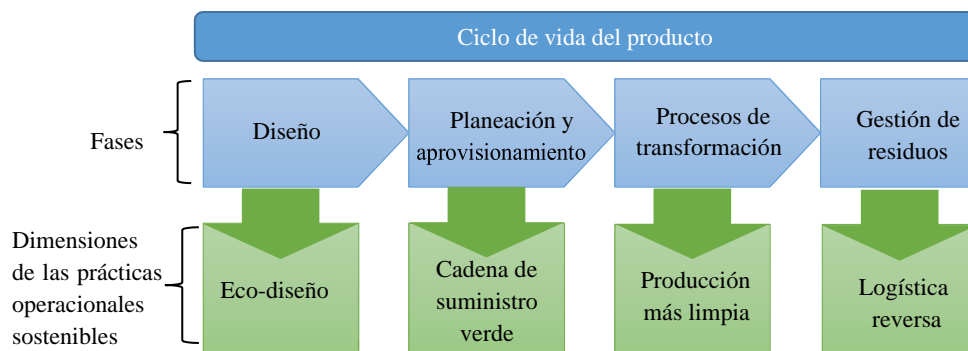 Ciclo de vida del producto
Fases
Diseño
Planeación y
aprovisionamiento
Procesos de
transformación
Gestión de
residuos
Dimensiones
de las prácticas
operacionales
sostenibles
Eco-diseño
Cadena de
suministro
verde
Producción
más limpia
Logística
reversa